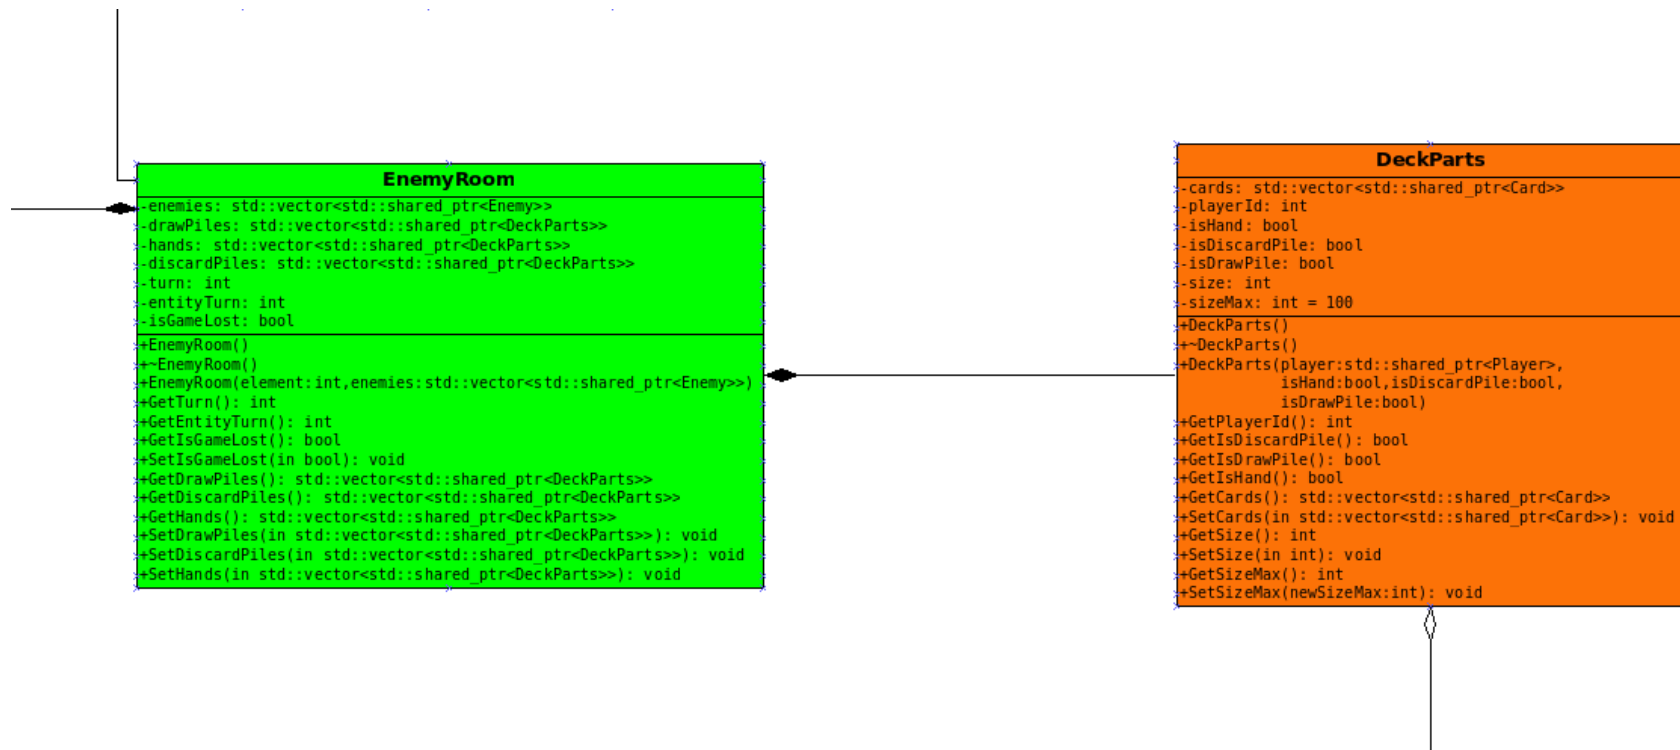 EnemyRoom
-enemies: std::vector<std::shared_ptr<Enemy>>
-drawPiles: std::vector<std::shared_ptr<DeckParts>>
-hands: std::vector<std::shared_ptr<DeckParts>>
-discardPiles: std::vector<std::shared_ptr<DeckParts>>
-turn: int
-entityTurn: int
-isGameLost: bool
+EnemyRoom()
+~EnemyRoom()
+EnemyRoom(element:int,enemies:std::vector<std::shared_ptr<Enemy>>)
+GetTurn(): int
+GetEntityTurn(): int
+GetIsGameLost(): bool
+SetIsGameLost(in bool): void
+GetDrawPiles(): std::vector<std::shared_ptr<DeckParts>>
+GetDiscardPiles(): std::vector<std::shared_ptr<DeckParts>>
+GetHands(): std::vector<std::shared_ptr<DeckParts>>
+SetDrawPiles(in std::vector<std::shared_ptr<DeckParts>>): void
+SetDiscardPiles(in std::vector<std::shared_ptr<DeckParts>>): void
+SetHands(in std::vector<std::shared_ptr<DeckParts>>): void
DeckParts
-cards: std::vector<std::shared_ptr<Card>>
-playerId: int
-isHand: bool
-isDiscardPile: bool
-isDrawPile: bool
-size: int
-sizeMax: int = 100
+DeckParts()
+~DeckParts()
+DeckParts(player:std::shared_ptr<Player>,
isHand:bool,isDiscardPile:bool,
isDrawPile:bool)
+GetPlayerId(): int
+GetIsDiscardPile(): bool
+GetIsDrawPile(): bool
+GetIsHand(): bool
+GetCards(): std::vector<std::shared_ptr<Card>>
+SetCards(in std::vector<std::shared_ptr<Card>>): void
+GetSize(): int
+SetSize(in int): void
+GetSizeMax(): int
+SetSizeMax(newSizeMax:int): void